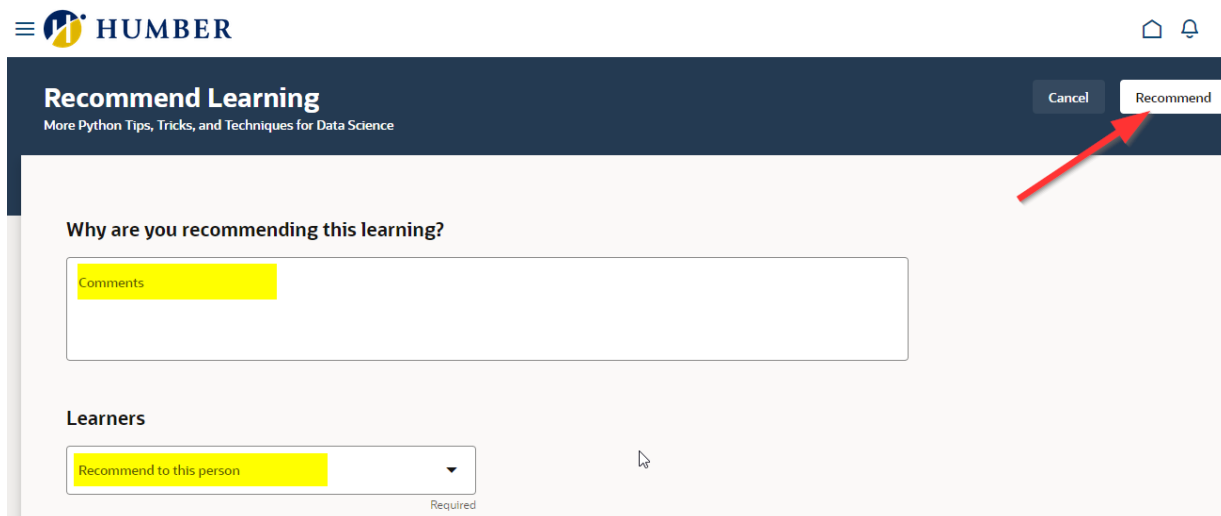 HUMBER
Recommend Learning
Cancel
Recommend
More Python Tips, Tricks, and Techniques for Data Science
Why are you recommending this learning?
Comments
Learners
Recommend to this person
Required